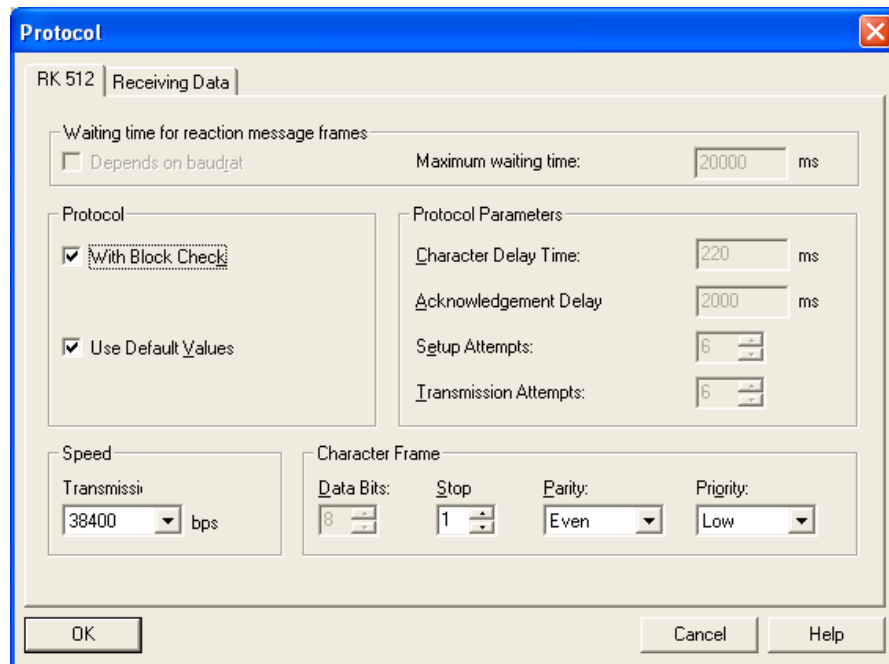 Protocol
RK 512
Receiving Data
Waiting time for reaction message frames
Depends on baudrat
Maximum waiting time:
20000
ms
Protocol
With Block Check
Use Default Values
Protocol Parameters
Character Delay Time:
220
ms
Acknowledgement Delay
2000
ms
Setup Attempts:
6
Transmission Attempts:
6
Speed
Transmissi
38400
bps
Character Frame
Data Bits:
8
Stop
1
Parity:
Even
Priority:
Low
OK
Cancel
Help